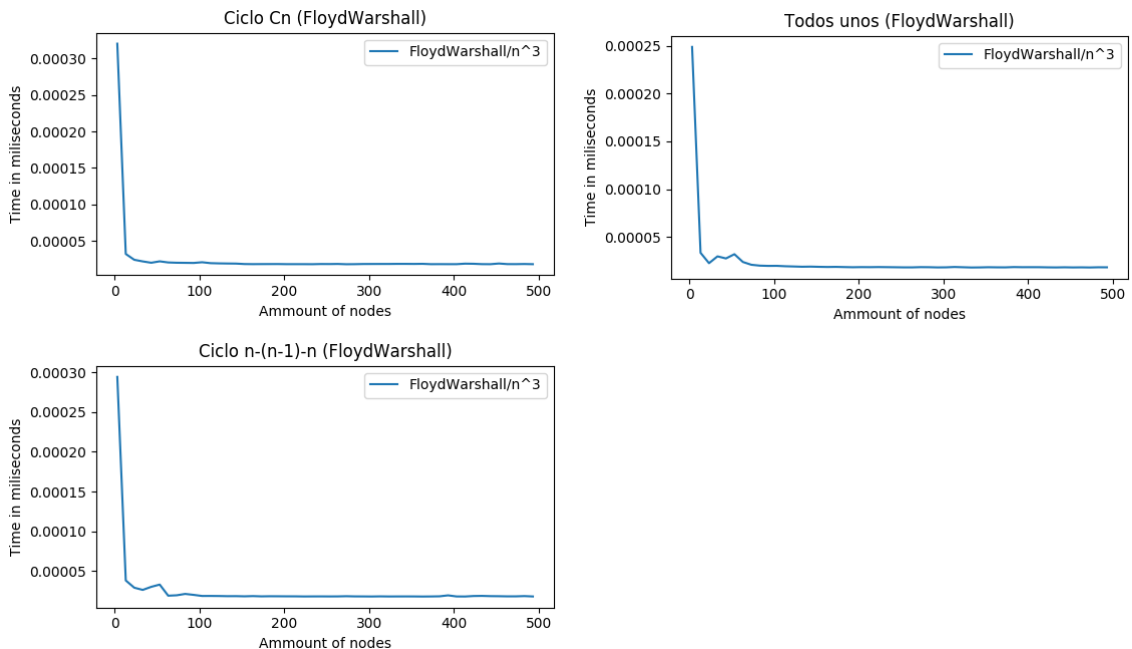 Ciclo Cn (FloydWarshall)
FloydWarshall/n^3
0.00030
0.00025
0.00020
0.00015
0.00010
0.00005
Time in miliseconds
0 100 200 300 400 500
Ammount of nodes
Todos unos (FloydWarshall)
FloydWarshall/n^3
0.00025
0.00020
0.00015
0.00010
0.00005
Time in miliseconds
0 100 200 300 400 500
Ammount of nodes
Ciclo n-(n-1)-n (FloydWarshall)
FloydWarshall/n^3
0.00030
0.00025
0.00020
0.00015
0.00010
0.00005
Time in miliseconds
0 100 200 300 400 500
Ammount of nodes